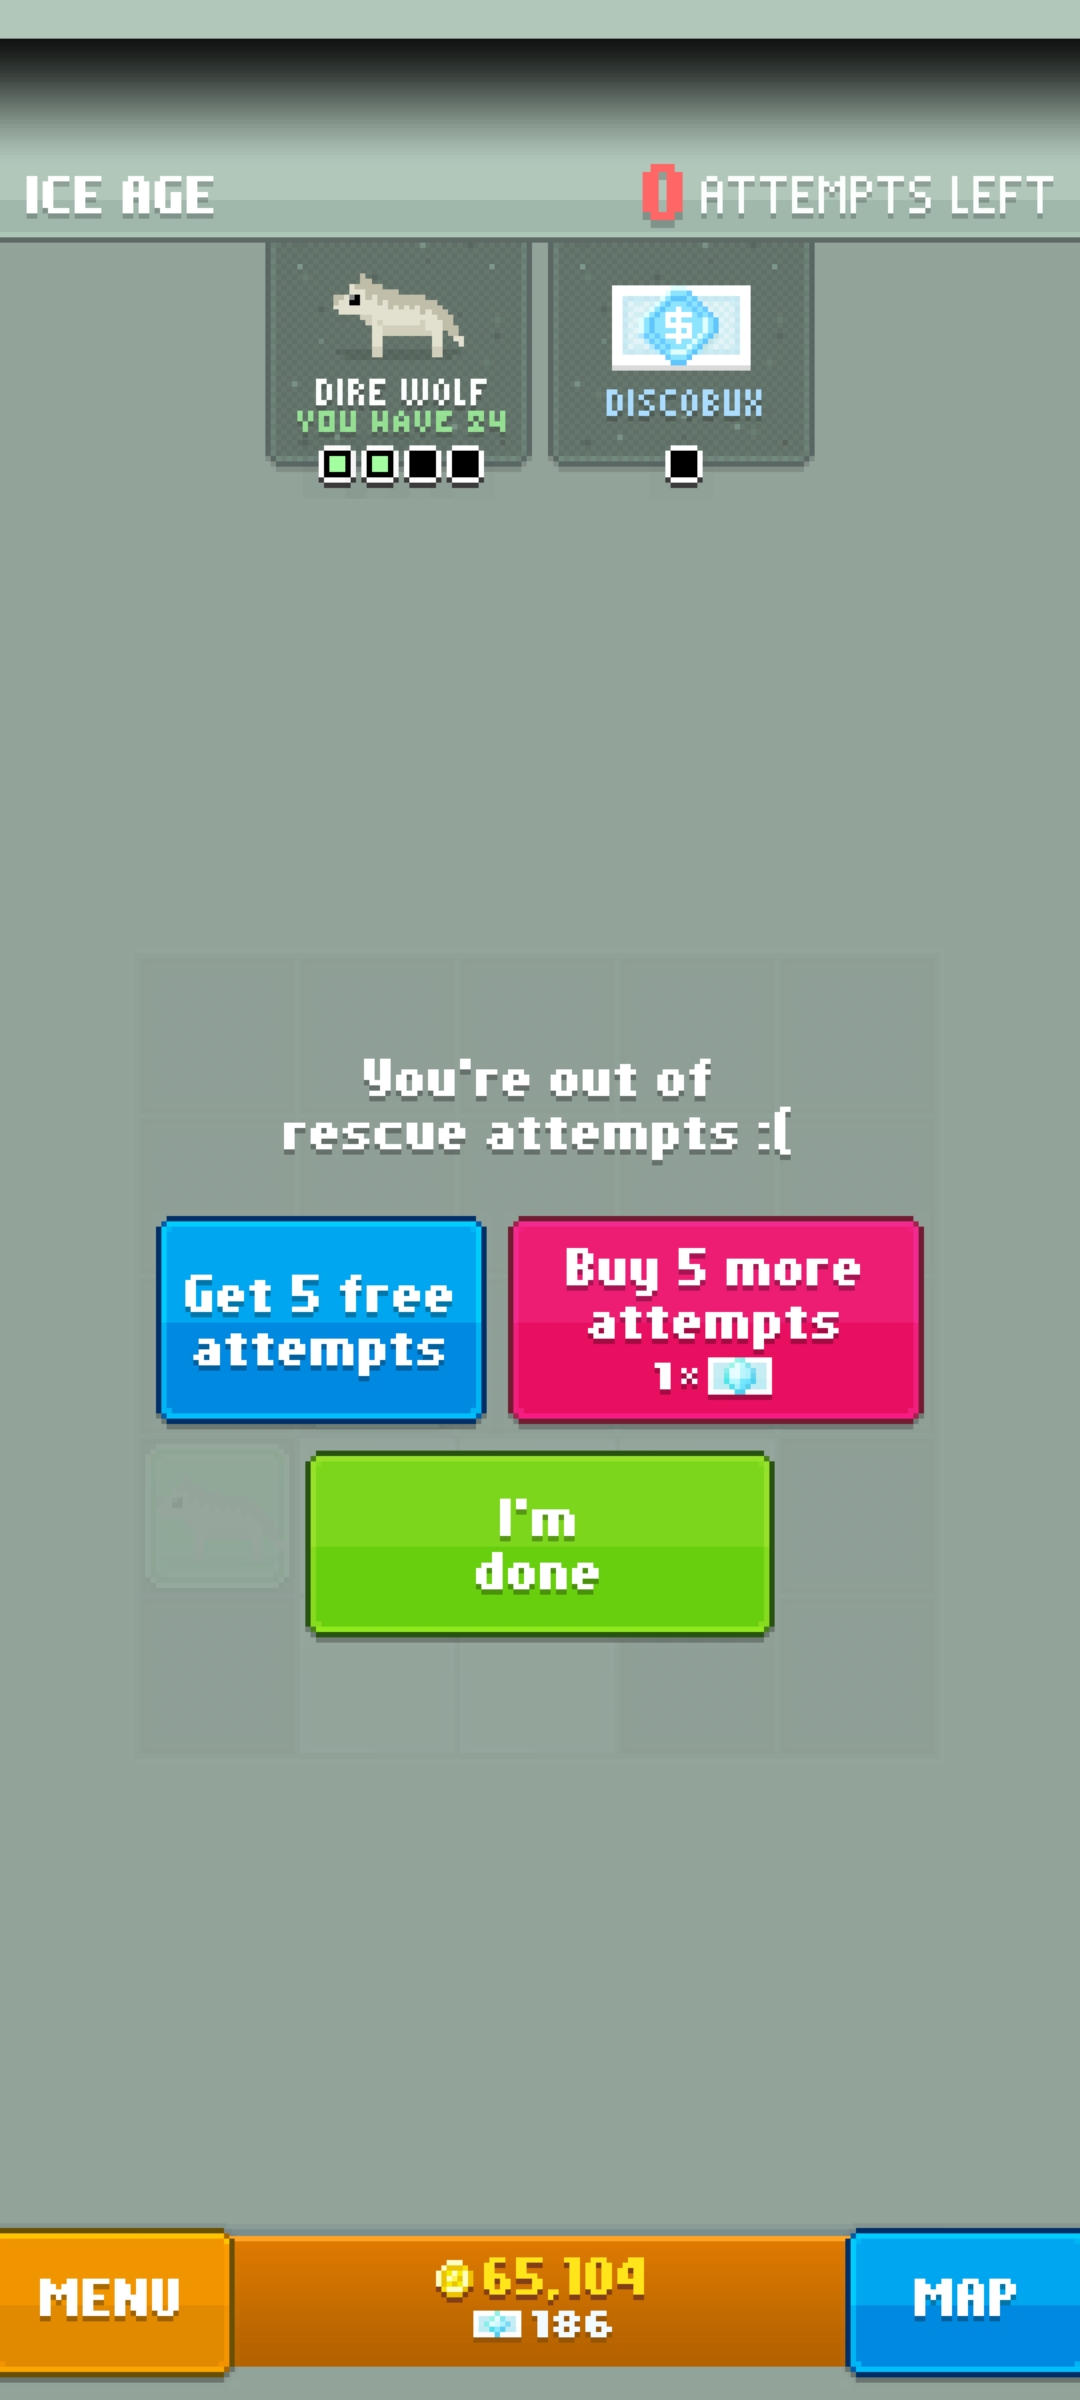 ICE AGE
0 ATTEMPTS LEFT
DIRE WOLF
YOU HAVE 24
$
DISCOBUX
You're out of
rescue attempts :(
Get 5 free
attempts
Buy 5 more
attempts
1×
I'm
done
MENU
65,104
186
MAP